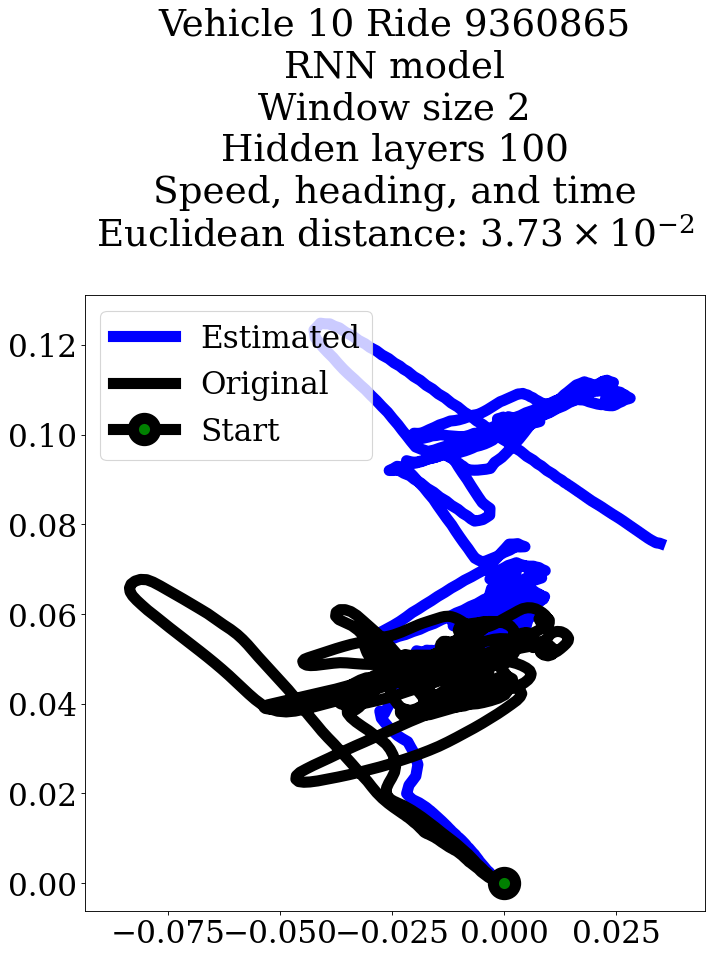 Vehicle 10 Ride 9360865
RNN model
Window size 2
Hidden layers 100
Speed, heading, and time
Euclidean distance: 3.73 × 10⁻²
Estimated
Original
Start
0.12
0.10
0.08
0.06
0.04
0.02
0.00
−0.075 −0.050 −0.025 0.000 0.025